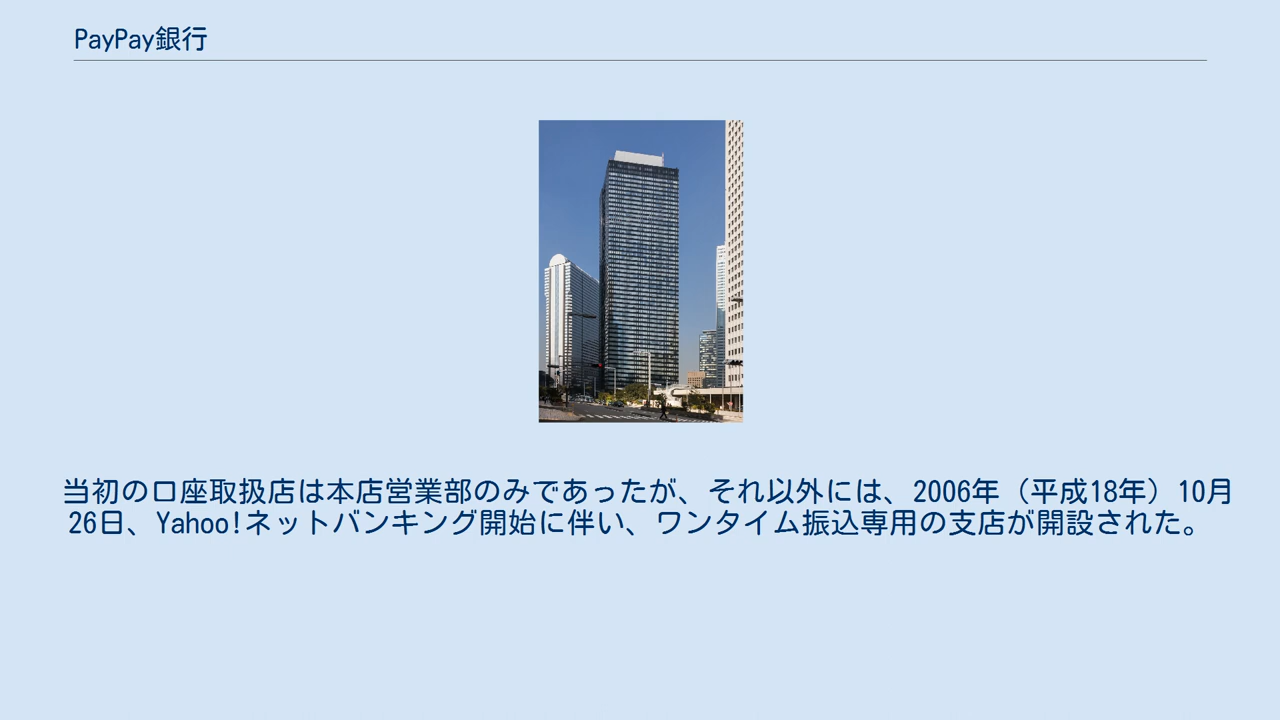 PayPay銀行
当初の口座取扱店は本店営業部のみであったが、それ以外には、2006年（平成18年）10月
26日、Yahoo!ネットバンキング開始に伴い、ワンタイム振込専用の支店が開設された。